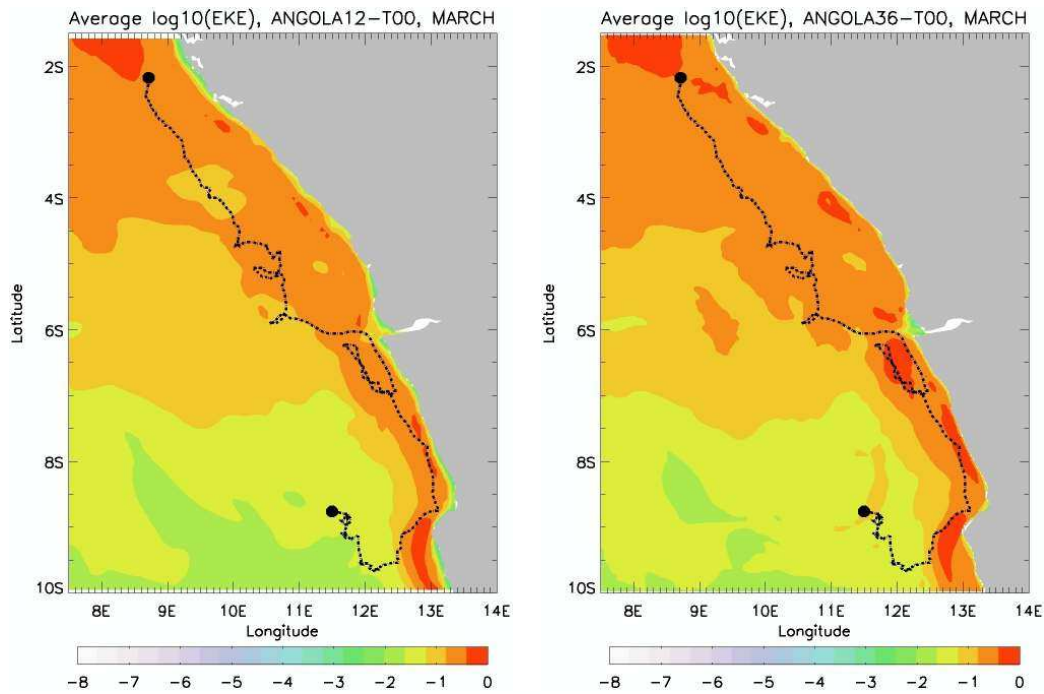 Average log10(EKE), ANGOLA12-T00, MARCH
2S
4S
6S
8S
10S
Latitude
8E 9E 10E 11E 12E 13E 14E
Longitude
-8 -7 -6 -5 -4 -3 -2 -1 0
Average log10(EKE), ANGOLA36-T00, MARCH
2S
4S
6S
8S
10S
Latitude
8E 9E 10E 11E 12E 13E 14E
Longitude
-8 -7 -6 -5 -4 -3 -2 -1 0